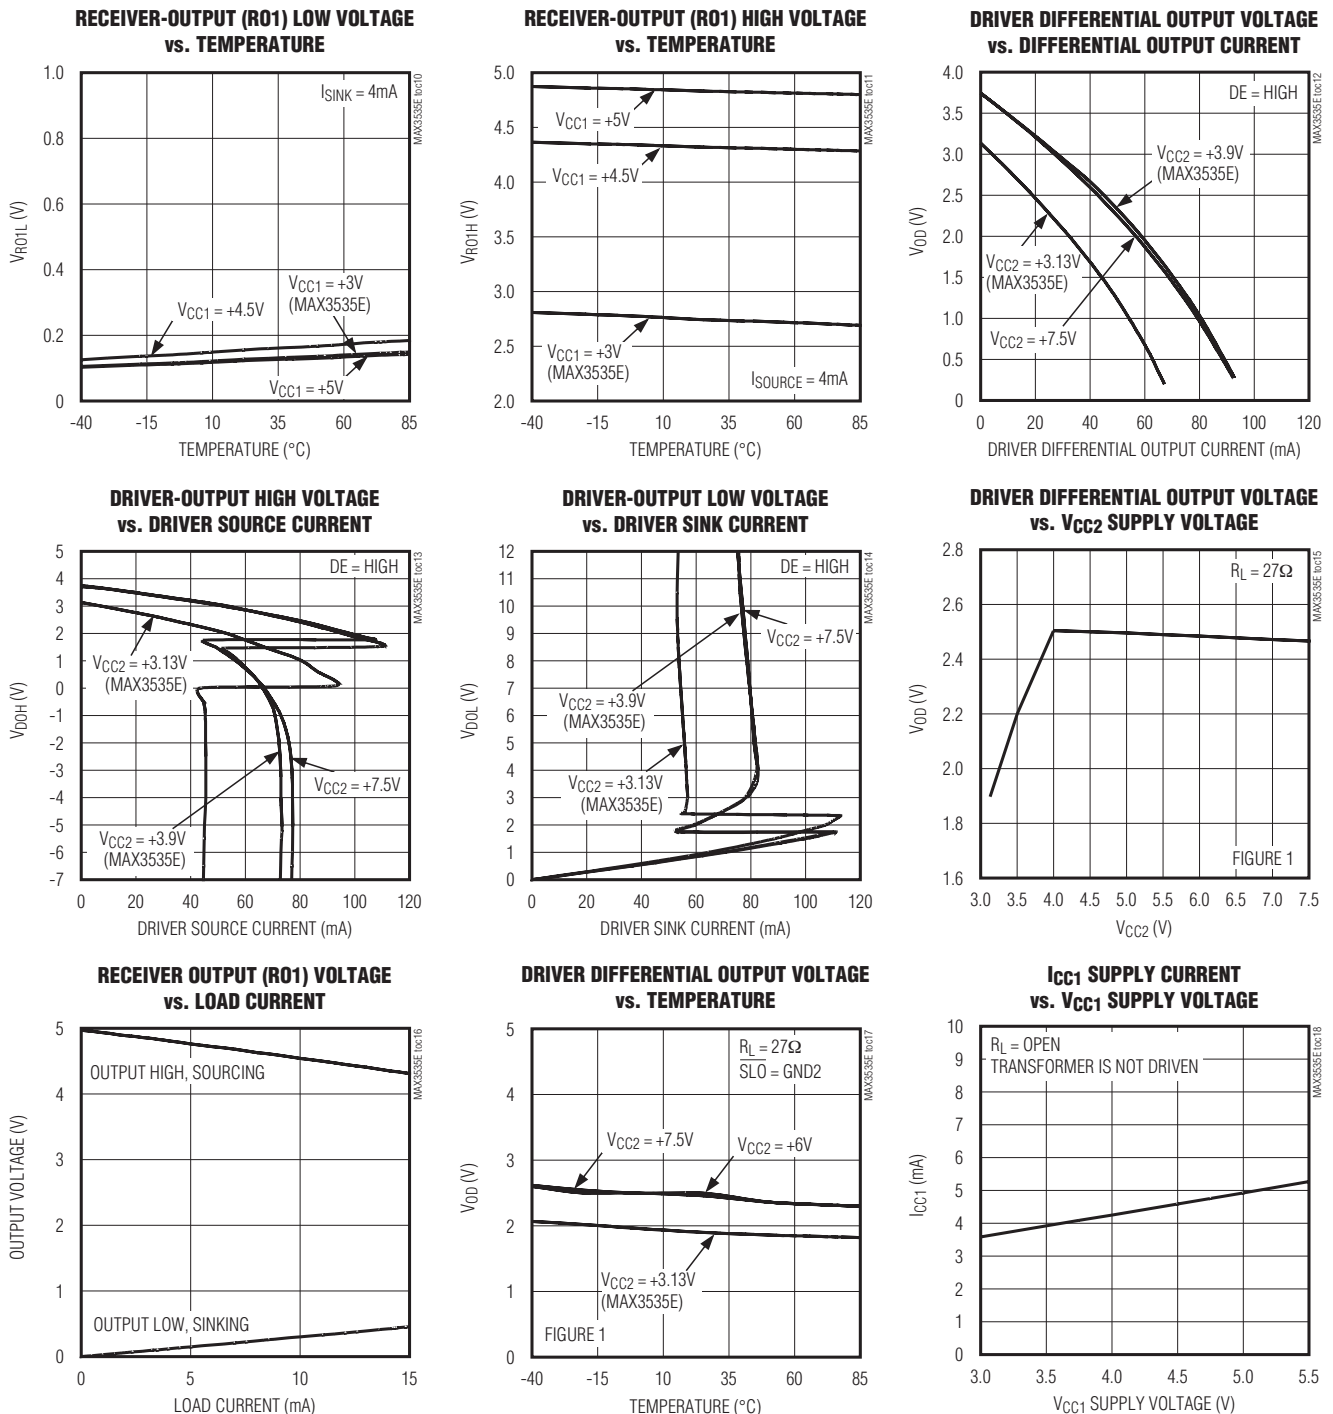 RECEIVER-OUTPUT (RO1) LOW VOLTAGE
vs. TEMPERATURE
1.0
0.8
0.6
0.4
0.2
0
VRO1L (V)
ISINK = 4mA
VCC1 = +4.5V
VCC1 = +3V
(MAX3535E)
VCC1 = +5V
MAX3535E toc10
-40 -15 10 35 60 85
TEMPERATURE (°C)
RECEIVER-OUTPUT (RO1) HIGH VOLTAGE
vs. TEMPERATURE
5.0
4.5
4.0
3.5
3.0
2.5
2.0
VRO1H (V)
VCC1 = +5V
VCC1 = +4.5V
VCC1 = +3V
(MAX3535E)
ISOURCE = 4mA
MAX3535E toc11
-40 -15 10 35 60 85
TEMPERATURE (°C)
DRIVER DIFFERENTIAL OUTPUT VOLTAGE
vs. DIFFERENTIAL OUTPUT CURRENT
4.0
3.5
3.0
2.5
2.0
1.5
1.0
0.5
0
VOD (V)
DE = HIGH
VCC2 = +3.9V
(MAX3535E)
VCC2 = +3.13V
(MAX3535E)
VCC2 = +7.5V
MAX3535E toc12
0 20 40 60 80 100 120
DRIVER DIFFERENTIAL OUTPUT CURRENT (mA)
DRIVER-OUTPUT HIGH VOLTAGE
vs. DRIVER SOURCE CURRENT
5
4
3
2
1
0
-1
-2
-3
-4
-5
-6
-7
VDOH (V)
DE = HIGH
VCC2 = +3.13V
(MAX3535E)
VCC2 = +7.5V
VCC2 = +3.9V
(MAX3535E)
MAX3535E toc13
0 20 40 60 80 100 120
DRIVER SOURCE CURRENT (mA)
DRIVER-OUTPUT LOW VOLTAGE
vs. DRIVER SINK CURRENT
12
11
10
9
8
7
6
5
4
3
2
1
0
VDOL (V)
DE = HIGH
VCC2 = +7.5V
VCC2 = +3.9V
(MAX3535E)
VCC2 = +3.13V
(MAX3535E)
MAX3535E toc14
0 20 40 60 80 100 120
DRIVER SINK CURRENT (mA)
DRIVER DIFFERENTIAL OUTPUT VOLTAGE
vs. VCC2 SUPPLY VOLTAGE
2.8
2.6
2.4
2.2
2.0
1.8
1.6
VOD (V)
RL = 27Ω
FIGURE 1
MAX3535E toc15
3.0 3.5 4.0 4.5 5.0 5.5 6.0 6.5 7.0 7.5
VCC2 (V)
RECEIVER OUTPUT (RO1) VOLTAGE
vs. LOAD CURRENT
5
4
3
2
1
0
OUTPUT VOLTAGE (V)
OUTPUT HIGH, SOURCING
OUTPUT LOW, SINKING
MAX3535E toc16
0 5 10 15
LOAD CURRENT (mA)
DRIVER DIFFERENTIAL OUTPUT VOLTAGE
vs. TEMPERATURE
5
4
3
2
1
0
VOD (V)
RL = 27Ω
SLO = GND2
VCC2 = +7.5V
VCC2 = +6V
VCC2 = +3.13V
(MAX3535E)
FIGURE 1
MAX3535E toc17
-40 -15 10 35 60 85
TEMPERATURE (°C)
ICC1 SUPPLY CURRENT
vs. VCC1 SUPPLY VOLTAGE
10
9
8
7
6
5
4
3
2
1
0
ICC1 (mA)
RL = OPEN
TRANSFORMER IS NOT DRIVEN
MAX3535E toc18
3.0 3.5 4.0 4.5 5.0 5.5
VCC1 SUPPLY VOLTAGE (V)